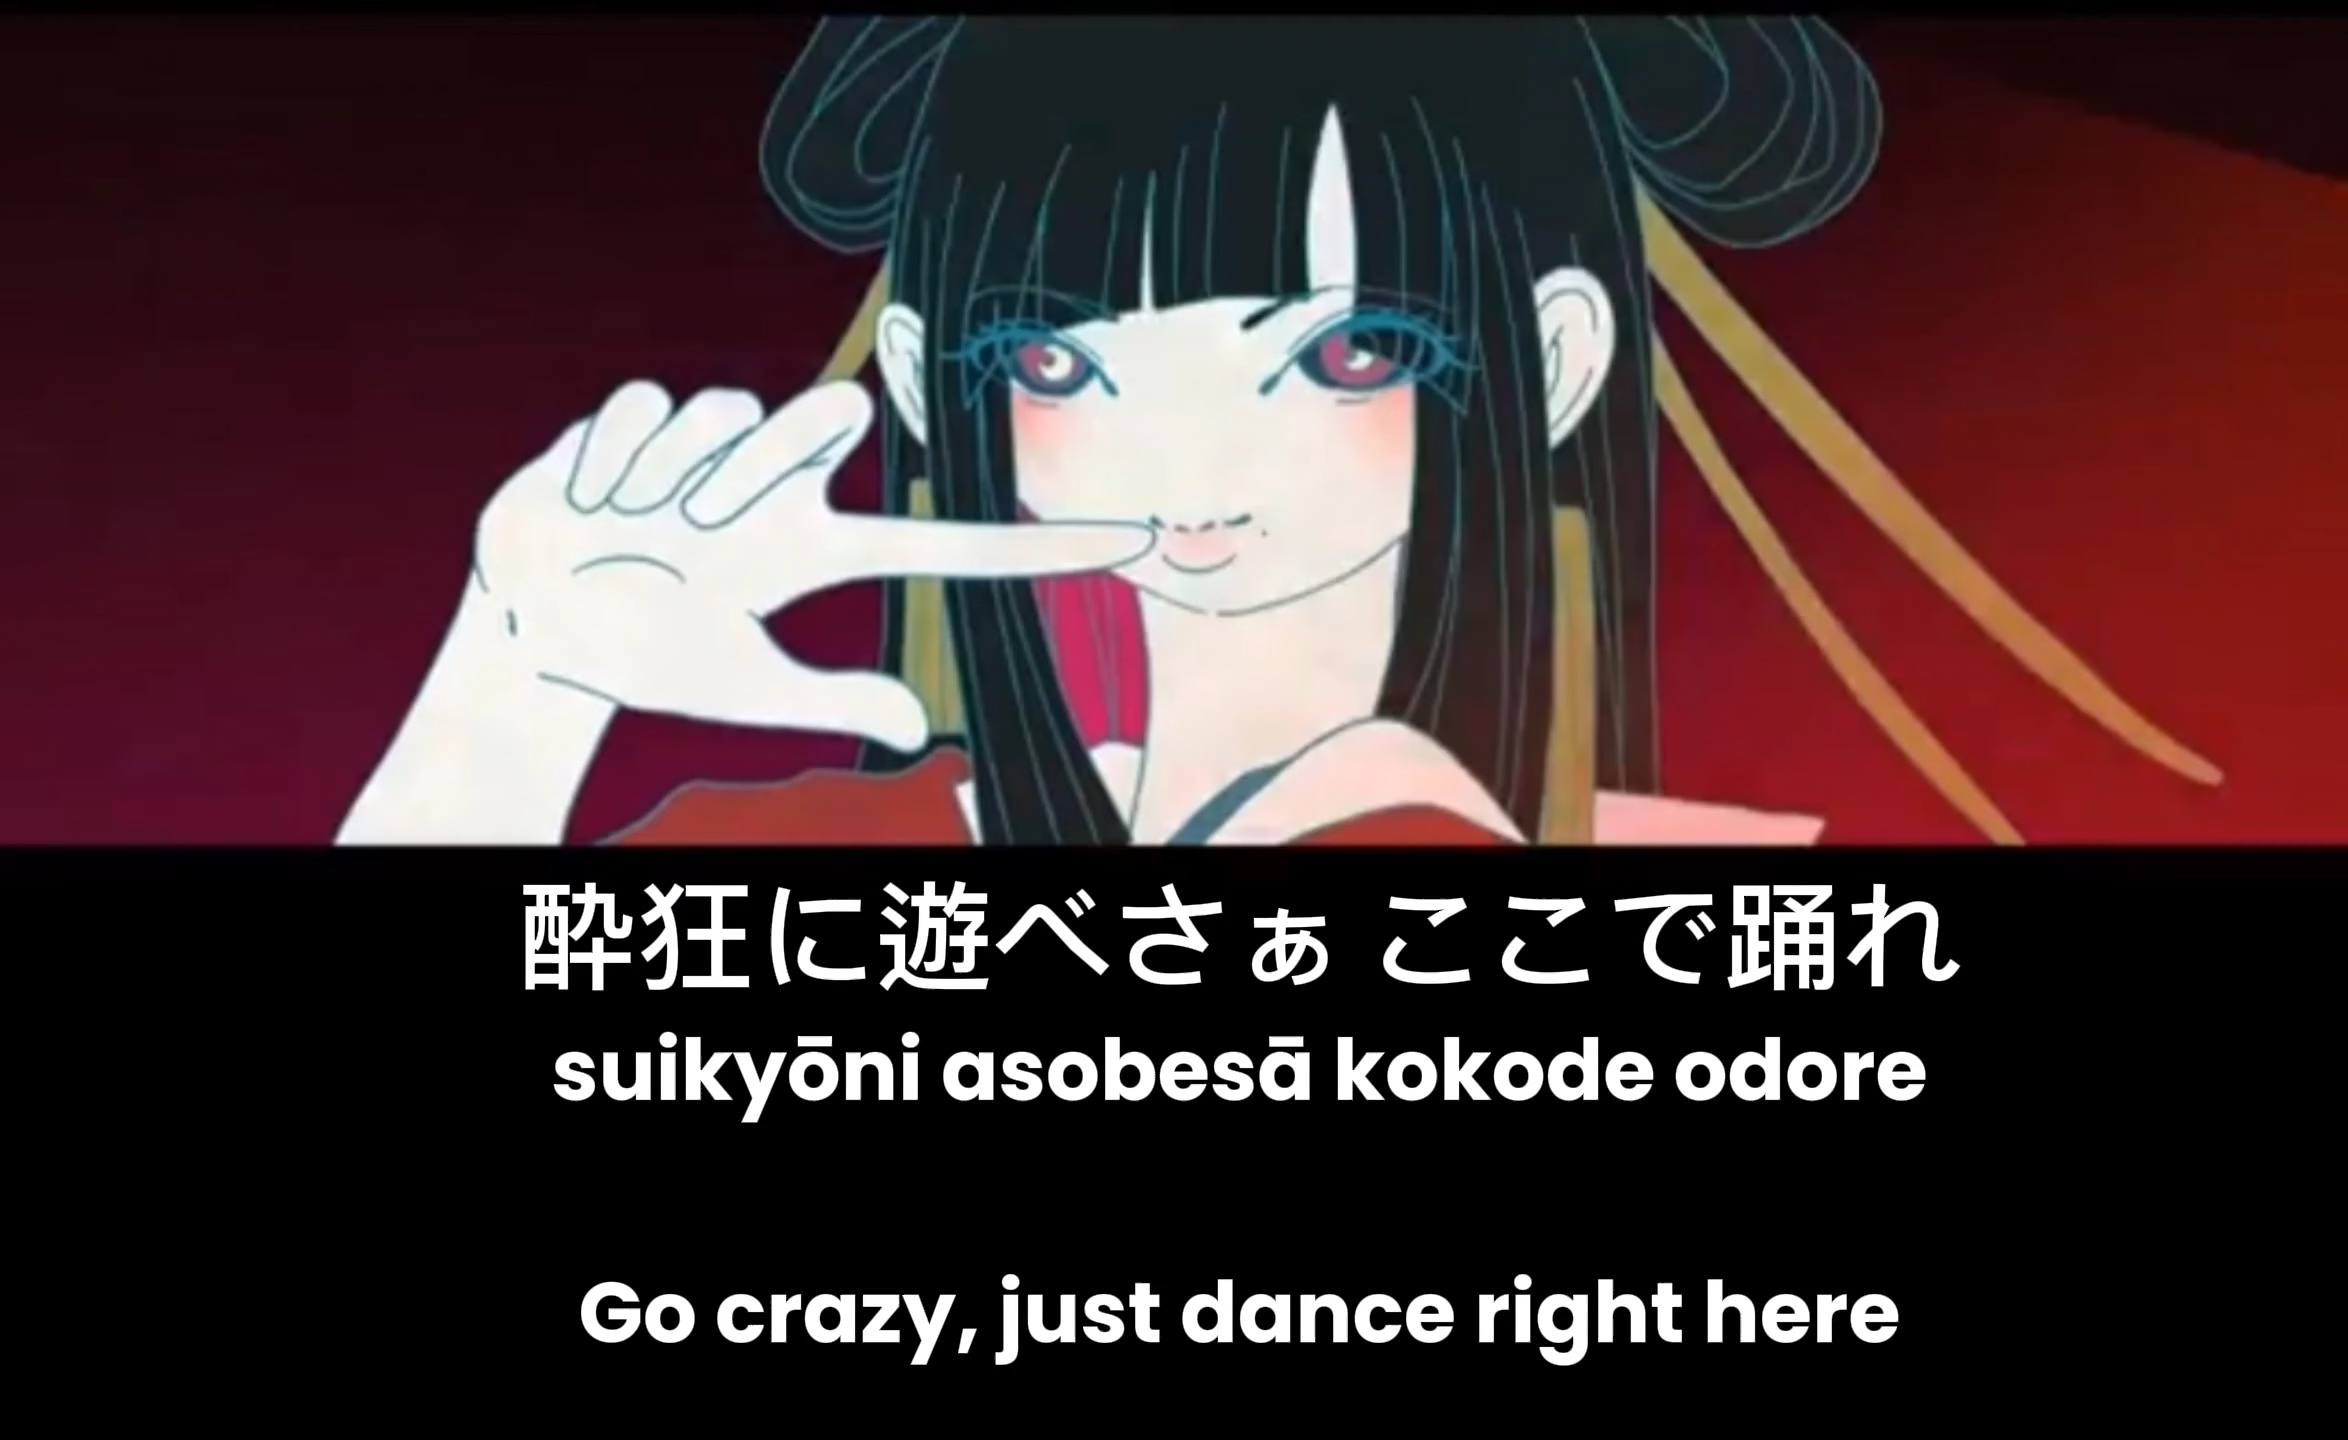 酔狂に遊べさぁ ここで踊れ
suikyōni asobesā kokode odore
Go crazy, just dance right here